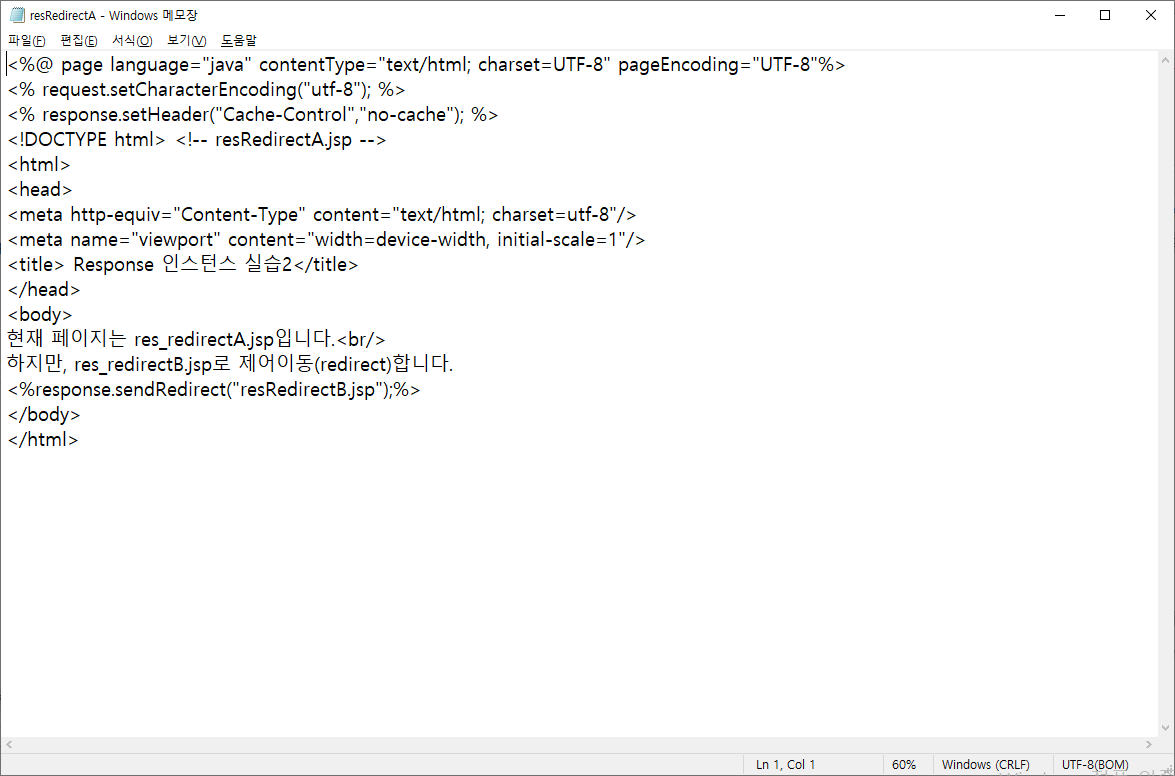 resRedirectA - Windows 메모장
파일(F) 편집(E) 서식(O) 보기(V) 도움말
<%@ page language="java" contentType="text/html; charset=UTF-8" pageEncoding="UTF-8"%>
<% request.setCharacterEncoding("utf-8"); %>
<% response.setHeader("Cache-Control","no-cache"); %>
<!DOCTYPE html> <!-- resRedirectA.jsp -->
<html>
<head>
<meta http-equiv="Content-Type" content="text/html; charset=utf-8"/>
<meta name="viewport" content="width=device-width, initial-scale=1"/>
<title> Response 인스턴스 실습2</title>
</head>
<body>
현재 페이지는 res_redirectA.jsp입니다.<br/>
하지만, res_redirectB.jsp로 제어이동(redirect)합니다.
<%response.sendRedirect("resRedirectB.jsp");%>
</body>
</html>
Ln 1, Col 1 60% Windows (CRLF) UTF-8(BOM)